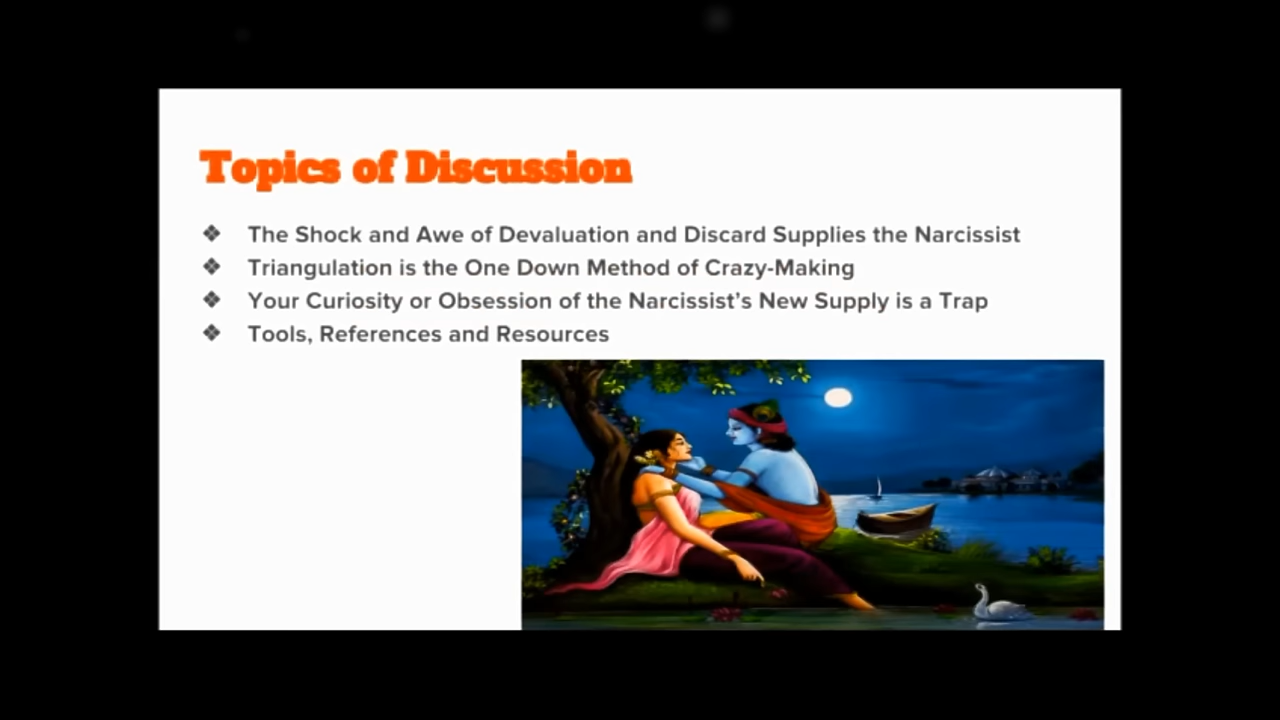 Topics of Discussion
❖ The Shock and Awe of Devaluation and Discard Supplies the Narcissist
❖ Triangulation is the One Down Method of Crazy-Making
❖ Your Curiosity or Obsession of the Narcissist’s New Supply is a Trap
❖ Tools, References and Resources